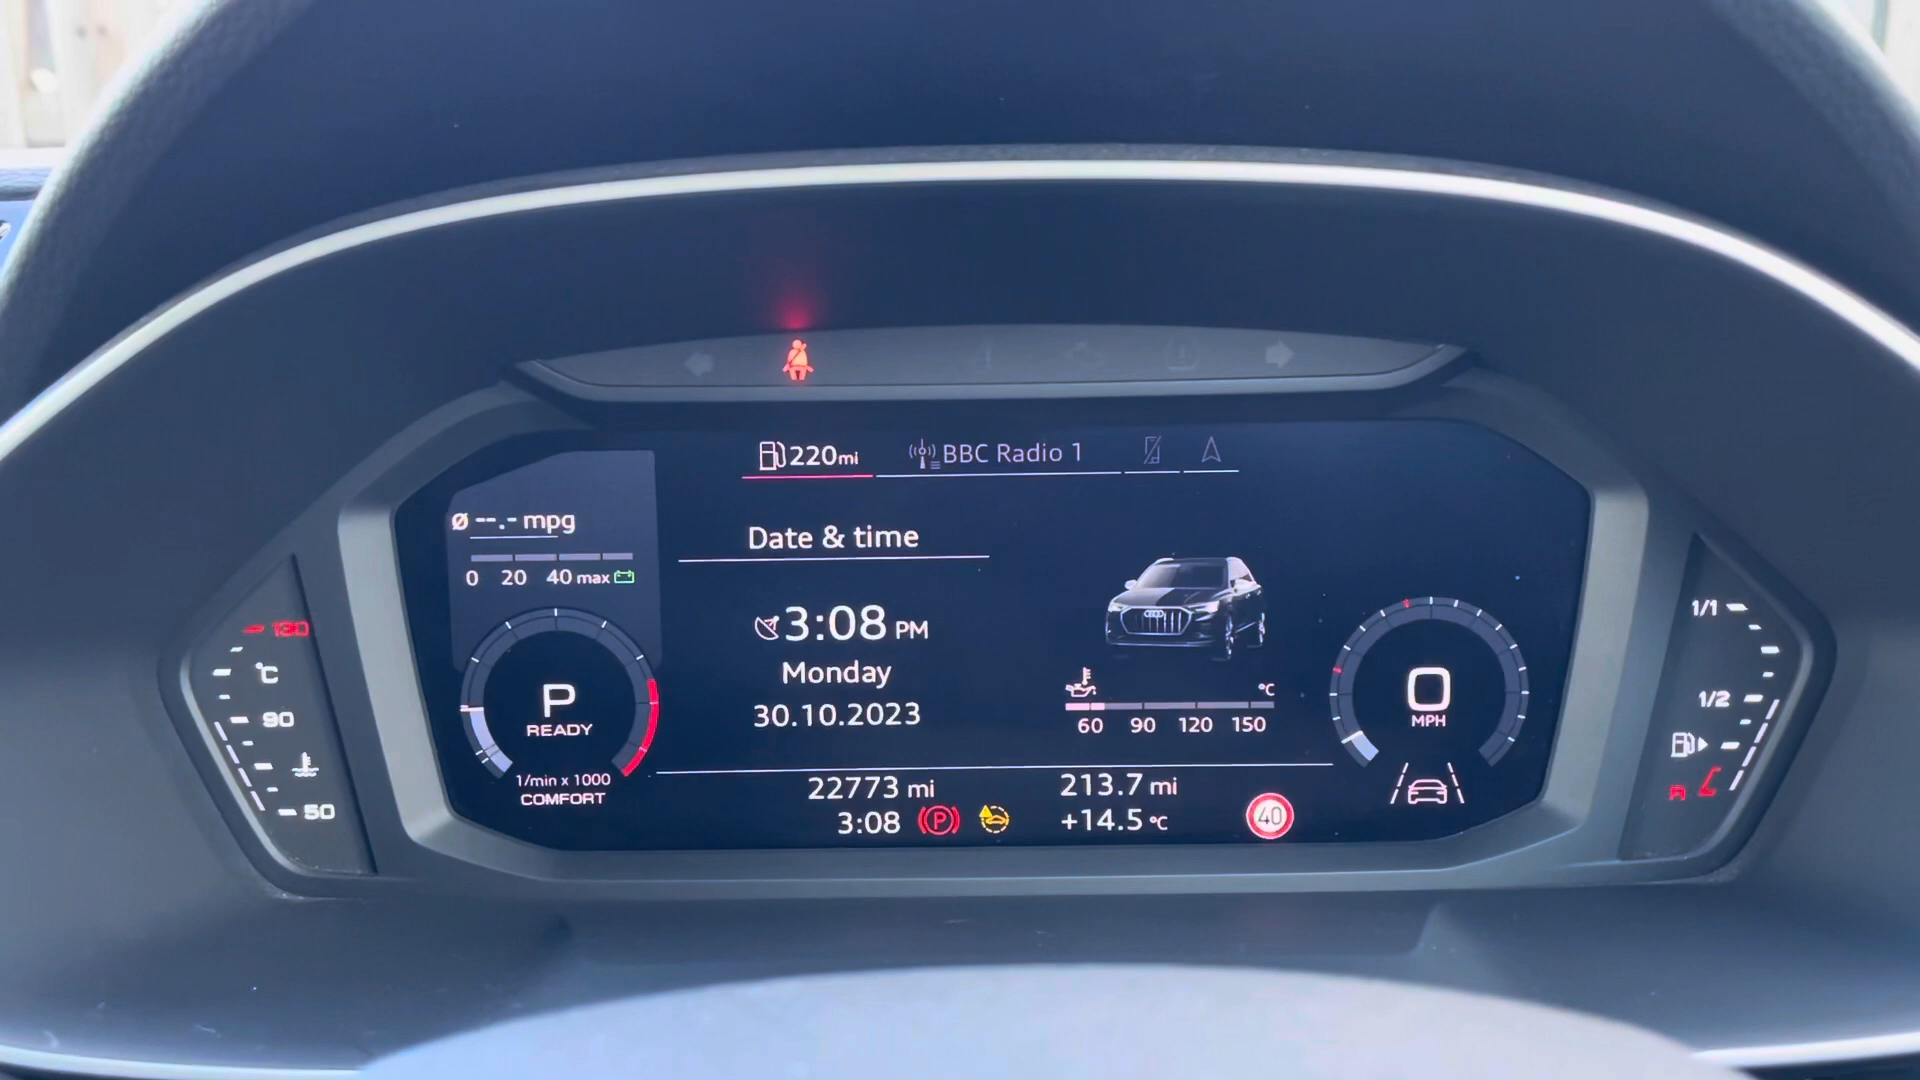 220mi
BBC Radio 1
Ø --.- mpg
0 20 40 max
Date & time
3:08 PM
Monday
30.10.2023
130
°C
90
50
P
READY
1/min x 1000
COMFORT
°C
60 90 120 150
0
MPH
1/1
1/2
R
22773 mi
213.7 mi
3:08
P
+14.5 °C
40